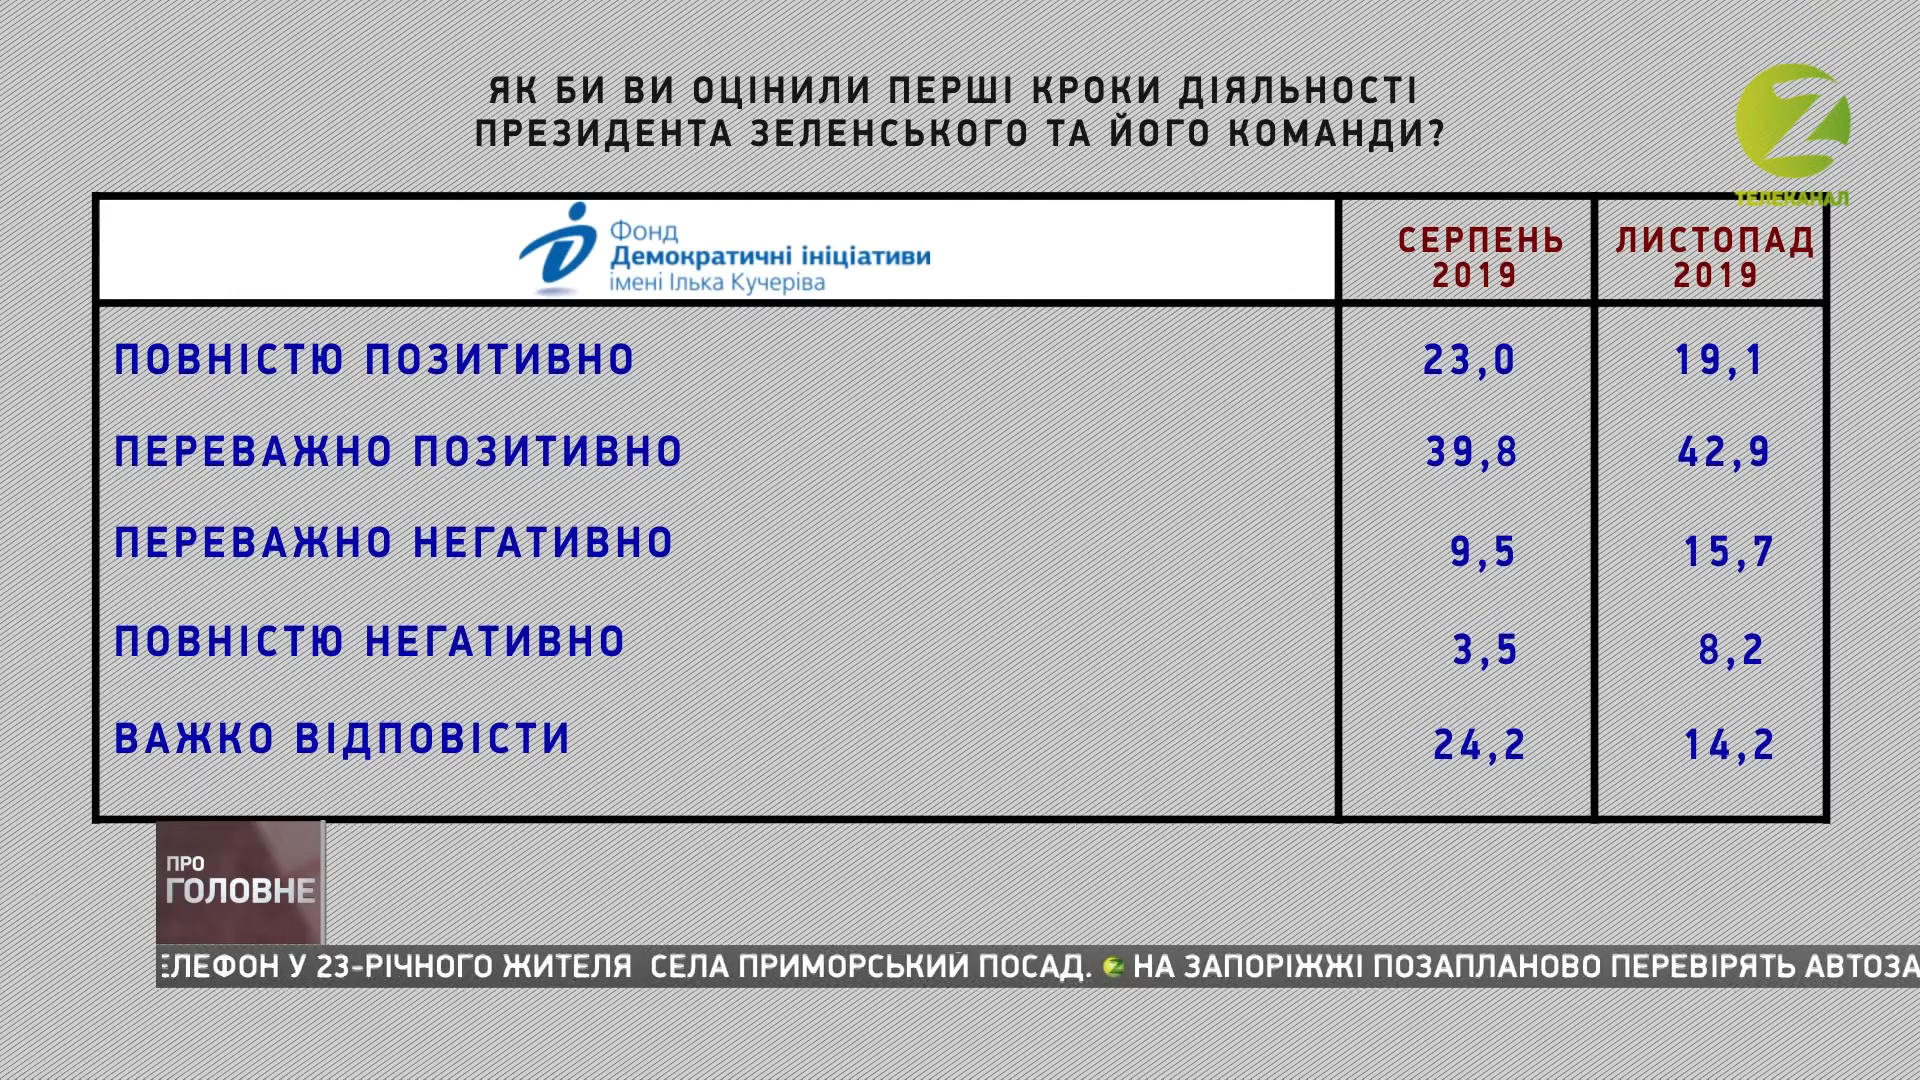 ЯК БИ ВИ ОЦІНИЛИ ПЕРШІ КРОКИ ДІЯЛЬНОСТІ
ПРЕЗИДЕНТА ЗЕЛЕНСЬКОГО ТА ЙОГО КОМАНДИ?
ТЕЛЕКАНАЛ
Фонд
Демократичні ініціативи
імені Ілька Кучеріва
СЕРПЕНЬ
2019
ЛИСТОПАД
2019
ПОВНІСТЮ ПОЗИТИВНО 23,0 19,1
ПЕРЕВАЖНО ПОЗИТИВНО 39,8 42,9
ПЕРЕВАЖНО НЕГАТИВНО 9,5 15,7
ПОВНІСТЮ НЕГАТИВНО 3,5 8,2
ВАЖКО ВІДПОВІСТИ 24,2 14,2
ПРО
ГОЛОВНЕ
ЕЛЕФОН У 23-РІЧНОГО ЖИТЕЛЯ СЕЛА ПРИМОРСЬКИЙ ПОСАД. НА ЗАПОРІЖЖІ ПОЗАПЛАНОВО ПЕРЕВІРЯТЬ АВТОЗА